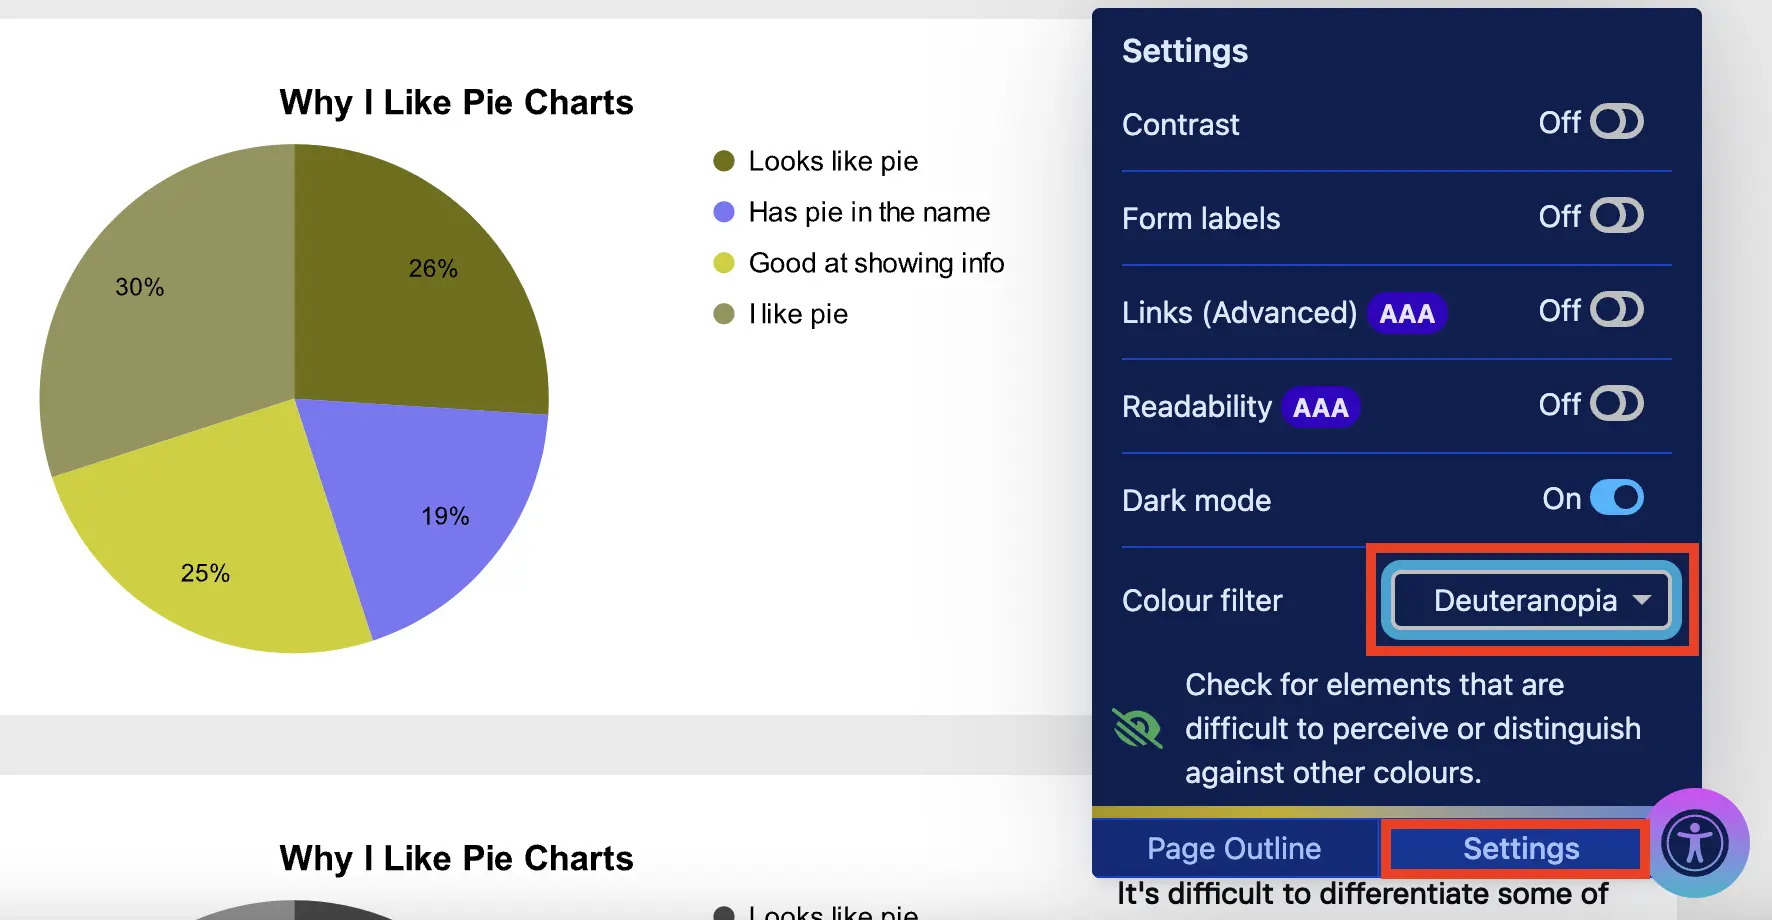 Why I Like Pie Charts
Looks like pie
Has pie in the name
Good at showing info
I like pie
26%
30%
19%
25%
Settings
Contrast Off
Form labels Off
Links (Advanced) AAA Off
Readability AAA Off
Dark mode On
Colour filter Deuteranopia
Check for elements that are
difficult to perceive or distinguish
against other colours.
Page Outline Settings
Why I Like Pie Charts
Looks like pie
It's difficult to differentiate some of